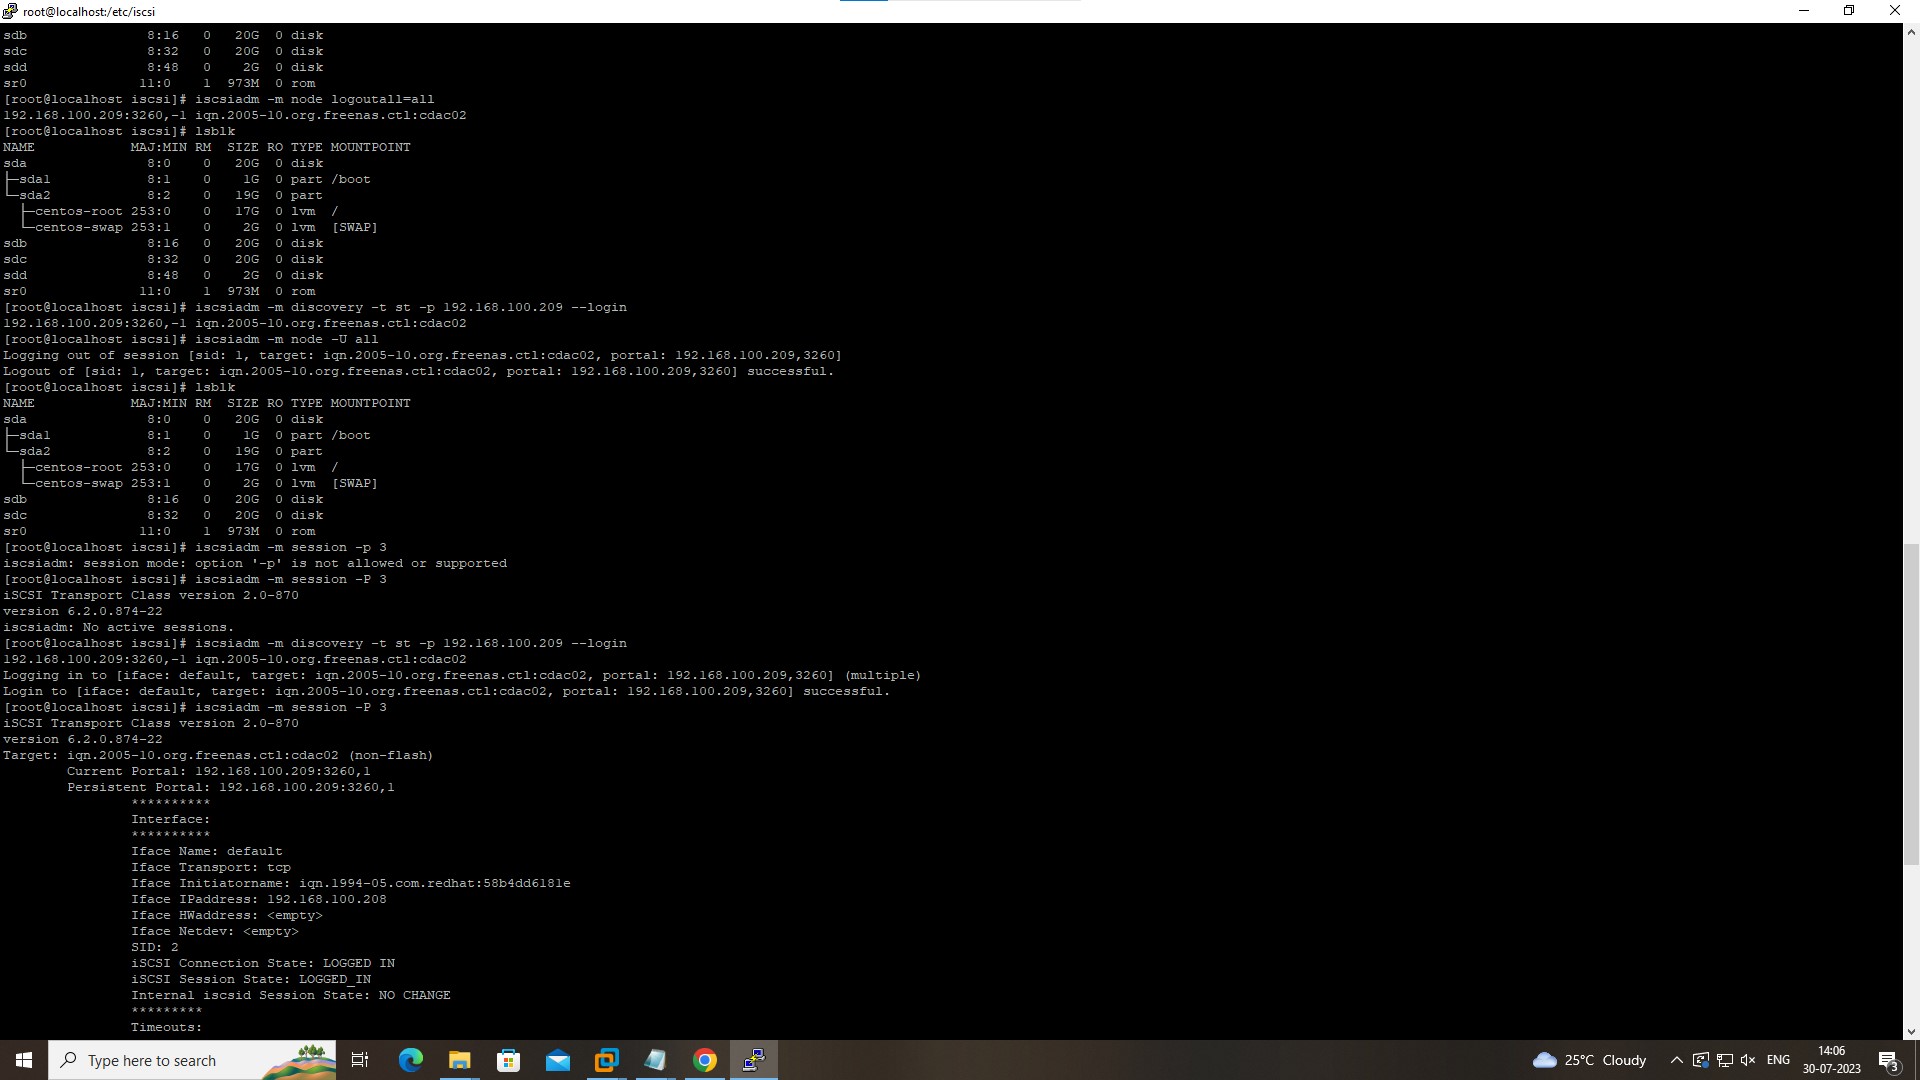 root@localhost:/etc/iscsi
sdb 8:16 0 20G 0 disk
sdc 8:32 0 20G 0 disk
sdd 8:48 0 2G 0 disk
sr0 11:0 1 973M 0 rom
[root@localhost iscsi]# iscsiadm -m node logoutall=all
192.168.100.209:3260,-1 iqn.2005-10.org.freenas.ctl:cdac02
[root@localhost iscsi]# lsblk
NAME MAJ:MIN RM SIZE RO TYPE MOUNTPOINT
sda 8:0 0 20G 0 disk
├─sda1 8:1 0 1G 0 part /boot
└─sda2 8:2 0 19G 0 part
├─centos-root 253:0 0 17G 0 lvm /
└─centos-swap 253:1 0 2G 0 lvm [SWAP]
sdb 8:16 0 20G 0 disk
sdc 8:32 0 20G 0 disk
sdd 8:48 0 2G 0 disk
sr0 11:0 1 973M 0 rom
[root@localhost iscsi]# iscsiadm -m discovery -t st -p 192.168.100.209 --login
192.168.100.209:3260,-1 iqn.2005-10.org.freenas.ctl:cdac02
[root@localhost iscsi]# iscsiadm -m node -U all
Logging out of session [sid: 1, target: iqn.2005-10.org.freenas.ctl:cdac02, portal: 192.168.100.209,3260]
Logout of [sid: 1, target: iqn.2005-10.org.freenas.ctl:cdac02, portal: 192.168.100.209,3260] successful.
[root@localhost iscsi]# lsblk
NAME MAJ:MIN RM SIZE RO TYPE MOUNTPOINT
sda 8:0 0 20G 0 disk
├─sda1 8:1 0 1G 0 part /boot
└─sda2 8:2 0 19G 0 part
├─centos-root 253:0 0 17G 0 lvm /
└─centos-swap 253:1 0 2G 0 lvm [SWAP]
sdb 8:16 0 20G 0 disk
sdc 8:32 0 20G 0 disk
sr0 11:0 1 973M 0 rom
[root@localhost iscsi]# iscsiadm -m session -p 3
iscsiadm: session mode: option '-p' is not allowed or supported
[root@localhost iscsi]# iscsiadm -m session -P 3
iSCSI Transport Class version 2.0-870
version 6.2.0.874-22
iscsiadm: No active sessions.
[root@localhost iscsi]# iscsiadm -m discovery -t st -p 192.168.100.209 --login
192.168.100.209:3260,-1 iqn.2005-10.org.freenas.ctl:cdac02
Logging in to [iface: default, target: iqn.2005-10.org.freenas.ctl:cdac02, portal: 192.168.100.209,3260] (multiple)
Login to [iface: default, target: iqn.2005-10.org.freenas.ctl:cdac02, portal: 192.168.100.209,3260] successful.
[root@localhost iscsi]# iscsiadm -m session -P 3
iSCSI Transport Class version 2.0-870
version 6.2.0.874-22
Target: iqn.2005-10.org.freenas.ctl:cdac02 (non-flash)
Current Portal: 192.168.100.209:3260,1
Persistent Portal: 192.168.100.209:3260,1
**********
Interface:
**********
Iface Name: default
Iface Transport: tcp
Iface Initiatorname: iqn.1994-05.com.redhat:58b4dd6181e
Iface IPaddress: 192.168.100.208
Iface HWaddress: <empty>
Iface Netdev: <empty>
SID: 2
iSCSI Connection State: LOGGED IN
iSCSI Session State: LOGGED_IN
Internal iscsid Session State: NO CHANGE
*********
Timeouts:
Type here to search
25°C Cloudy
ENG
14:06
30-07-2023
3